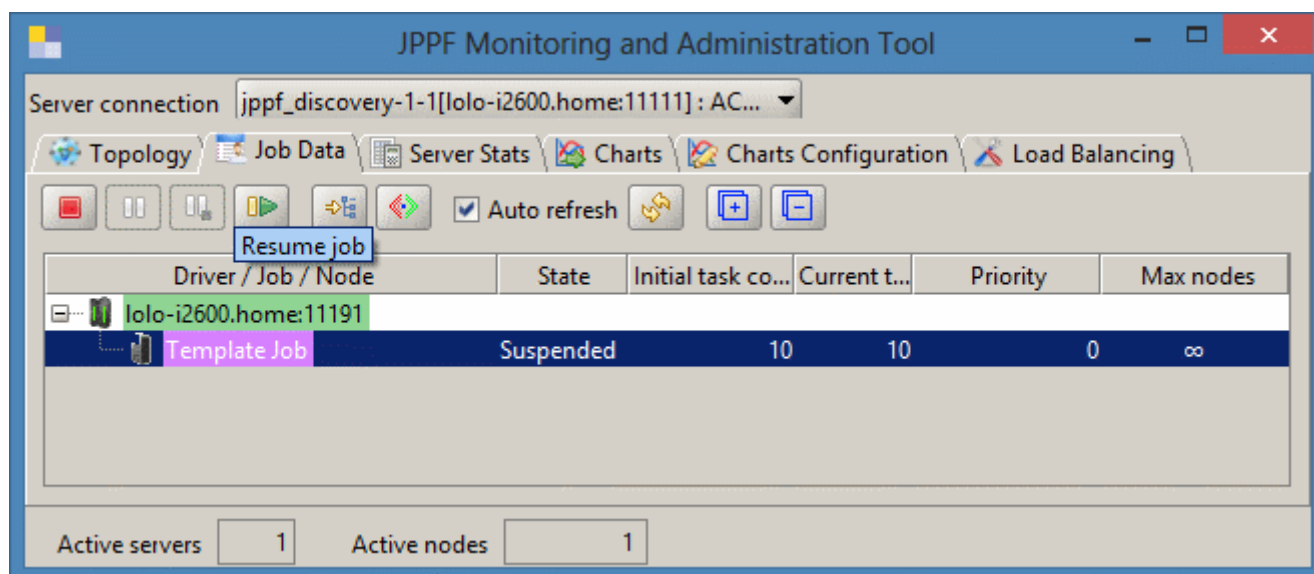 JPPF Monitoring and Administration Tool
Server connection jppf_discovery-1-1[lolo-i2600.home:11111] : AC...
Topology Job Data Server Stats Charts Charts Configuration Load Balancing
Auto refresh
Resume job
Driver / Job / Node State Initial task co... Current t... Priority Max nodes
lolo-i2600.home:11191
Template Job Suspended 10 10 0 ∞
Active servers 1 Active nodes 1